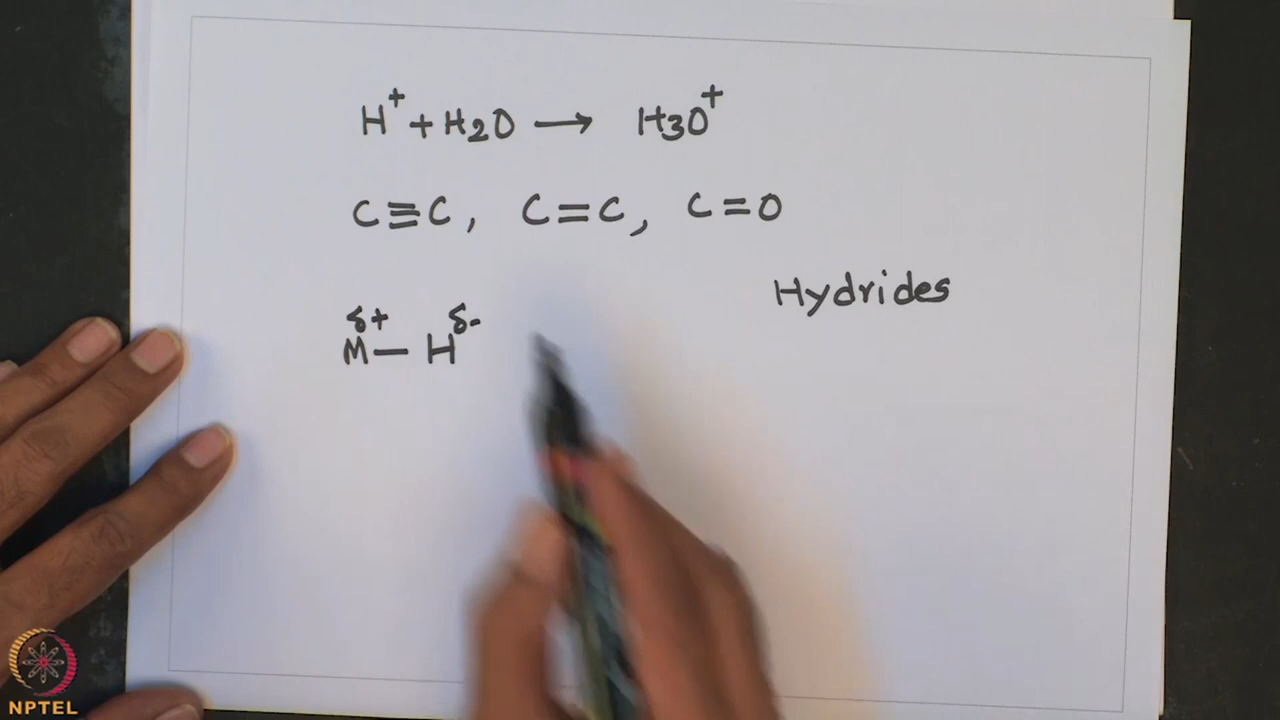 H⁺ + H2O ⟶ H3O⁺
C≡C, C=C, C=O
Hydrides
δ+ δ-
M — H
NPTEL